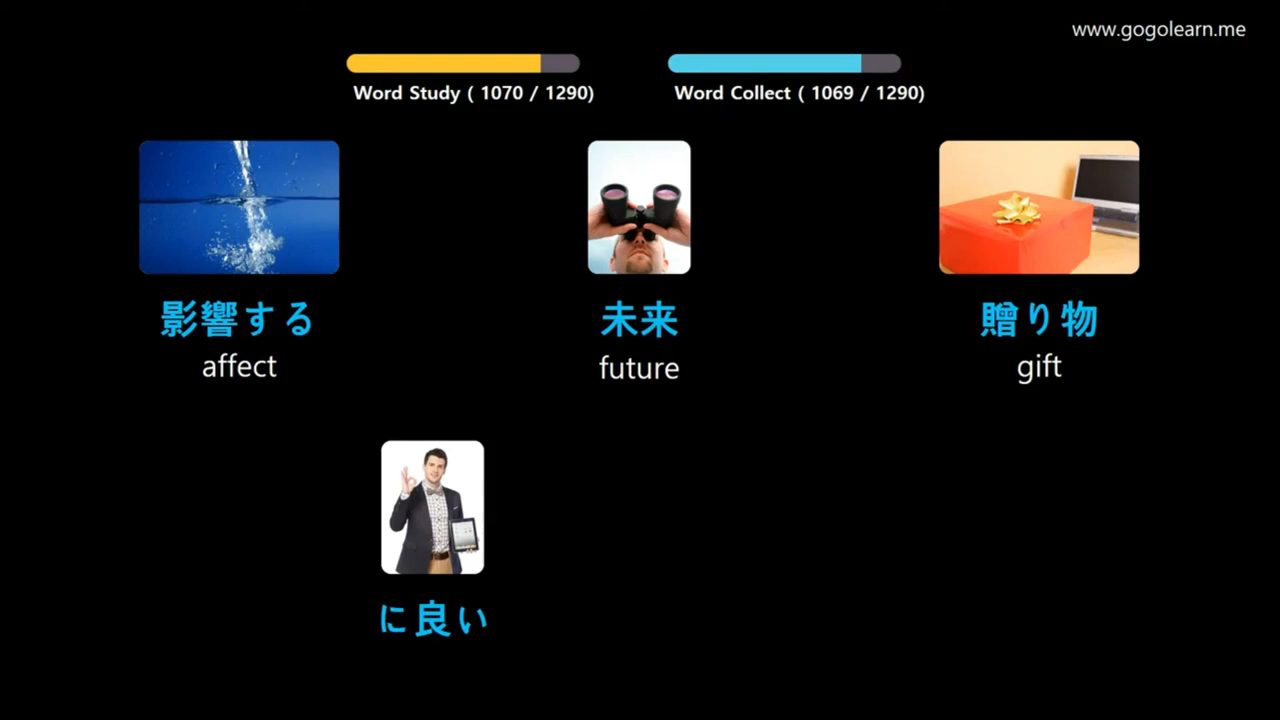 www.gogolearn.me
Word Study ( 1070 / 1290)
Word Collect ( 1069 / 1290)
影響する
affect
未来
future
贈り物
gift
に良い